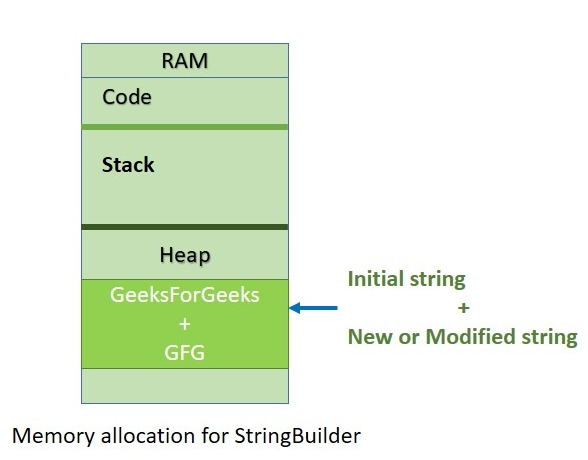 RAM
Code
Stack
Heap
GeeksForGeeks
+
GFG
Initial string
+
New or Modified string
Memory allocation for StringBuilder